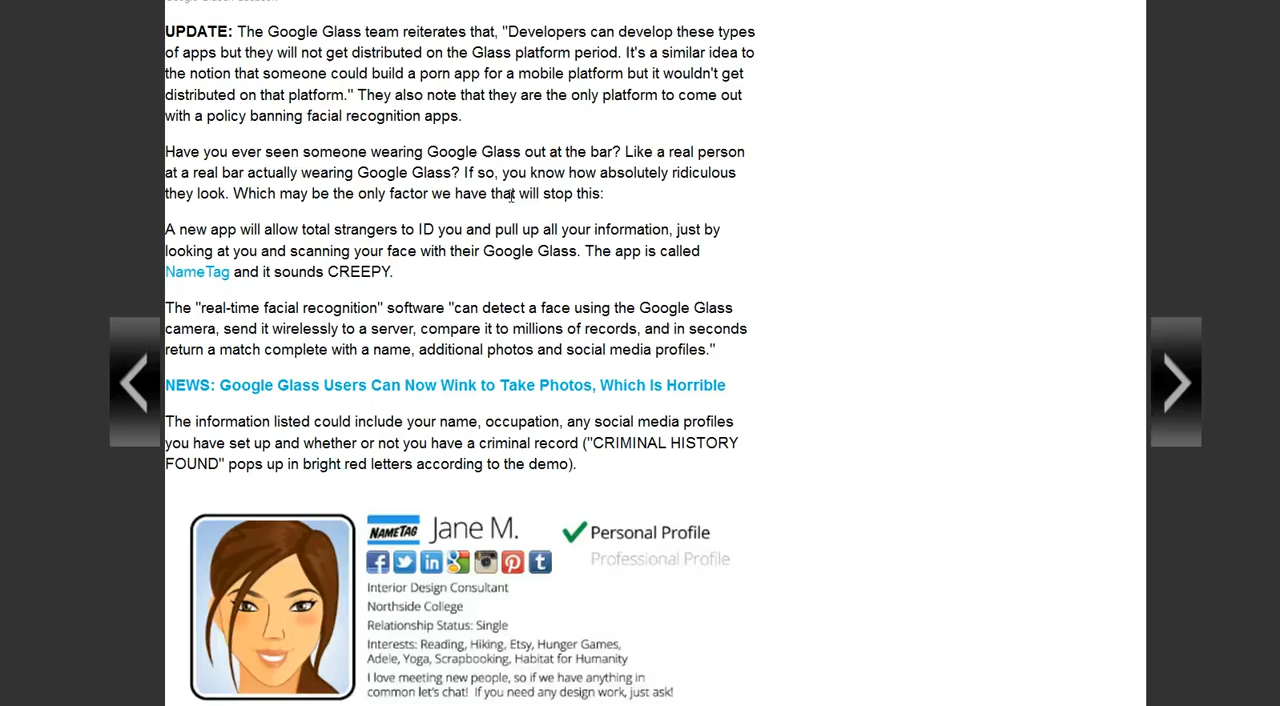 UPDATE: The Google Glass team reiterates that, "Developers can develop these types
of apps but they will not get distributed on the Glass platform period. It's a similar idea to
the notion that someone could build a porn app for a mobile platform but it wouldn't get
distributed on that platform." They also note that they are the only platform to come out
with a policy banning facial recognition apps.
Have you ever seen someone wearing Google Glass out at the bar? Like a real person
at a real bar actually wearing Google Glass? If so, you know how absolutely ridiculous
they look. Which may be the only factor we have that will stop this:
A new app will allow total strangers to ID you and pull up all your information, just by
looking at you and scanning your face with their Google Glass. The app is called
NameTag and it sounds CREEPY.
The "real-time facial recognition" software "can detect a face using the Google Glass
camera, send it wirelessly to a server, compare it to millions of records, and in seconds
return a match complete with a name, additional photos and social media profiles."
NEWS: Google Glass Users Can Now Wink to Take Photos, Which Is Horrible
The information listed could include your name, occupation, any social media profiles
you have set up and whether or not you have a criminal record ("CRIMINAL HISTORY
FOUND" pops up in bright red letters according to the demo).
NAMETAG Jane M.
Personal Profile
Professional Profile
Interior Design Consultant
Northside College
Relationship Status: Single
Interests: Reading, Hiking, Etsy, Hunger Games,
Adele, Yoga, Scrapbooking, Habitat for Humanity
I love meeting new people, so if we have anything in
common let's chat! If you need any design work, just ask!